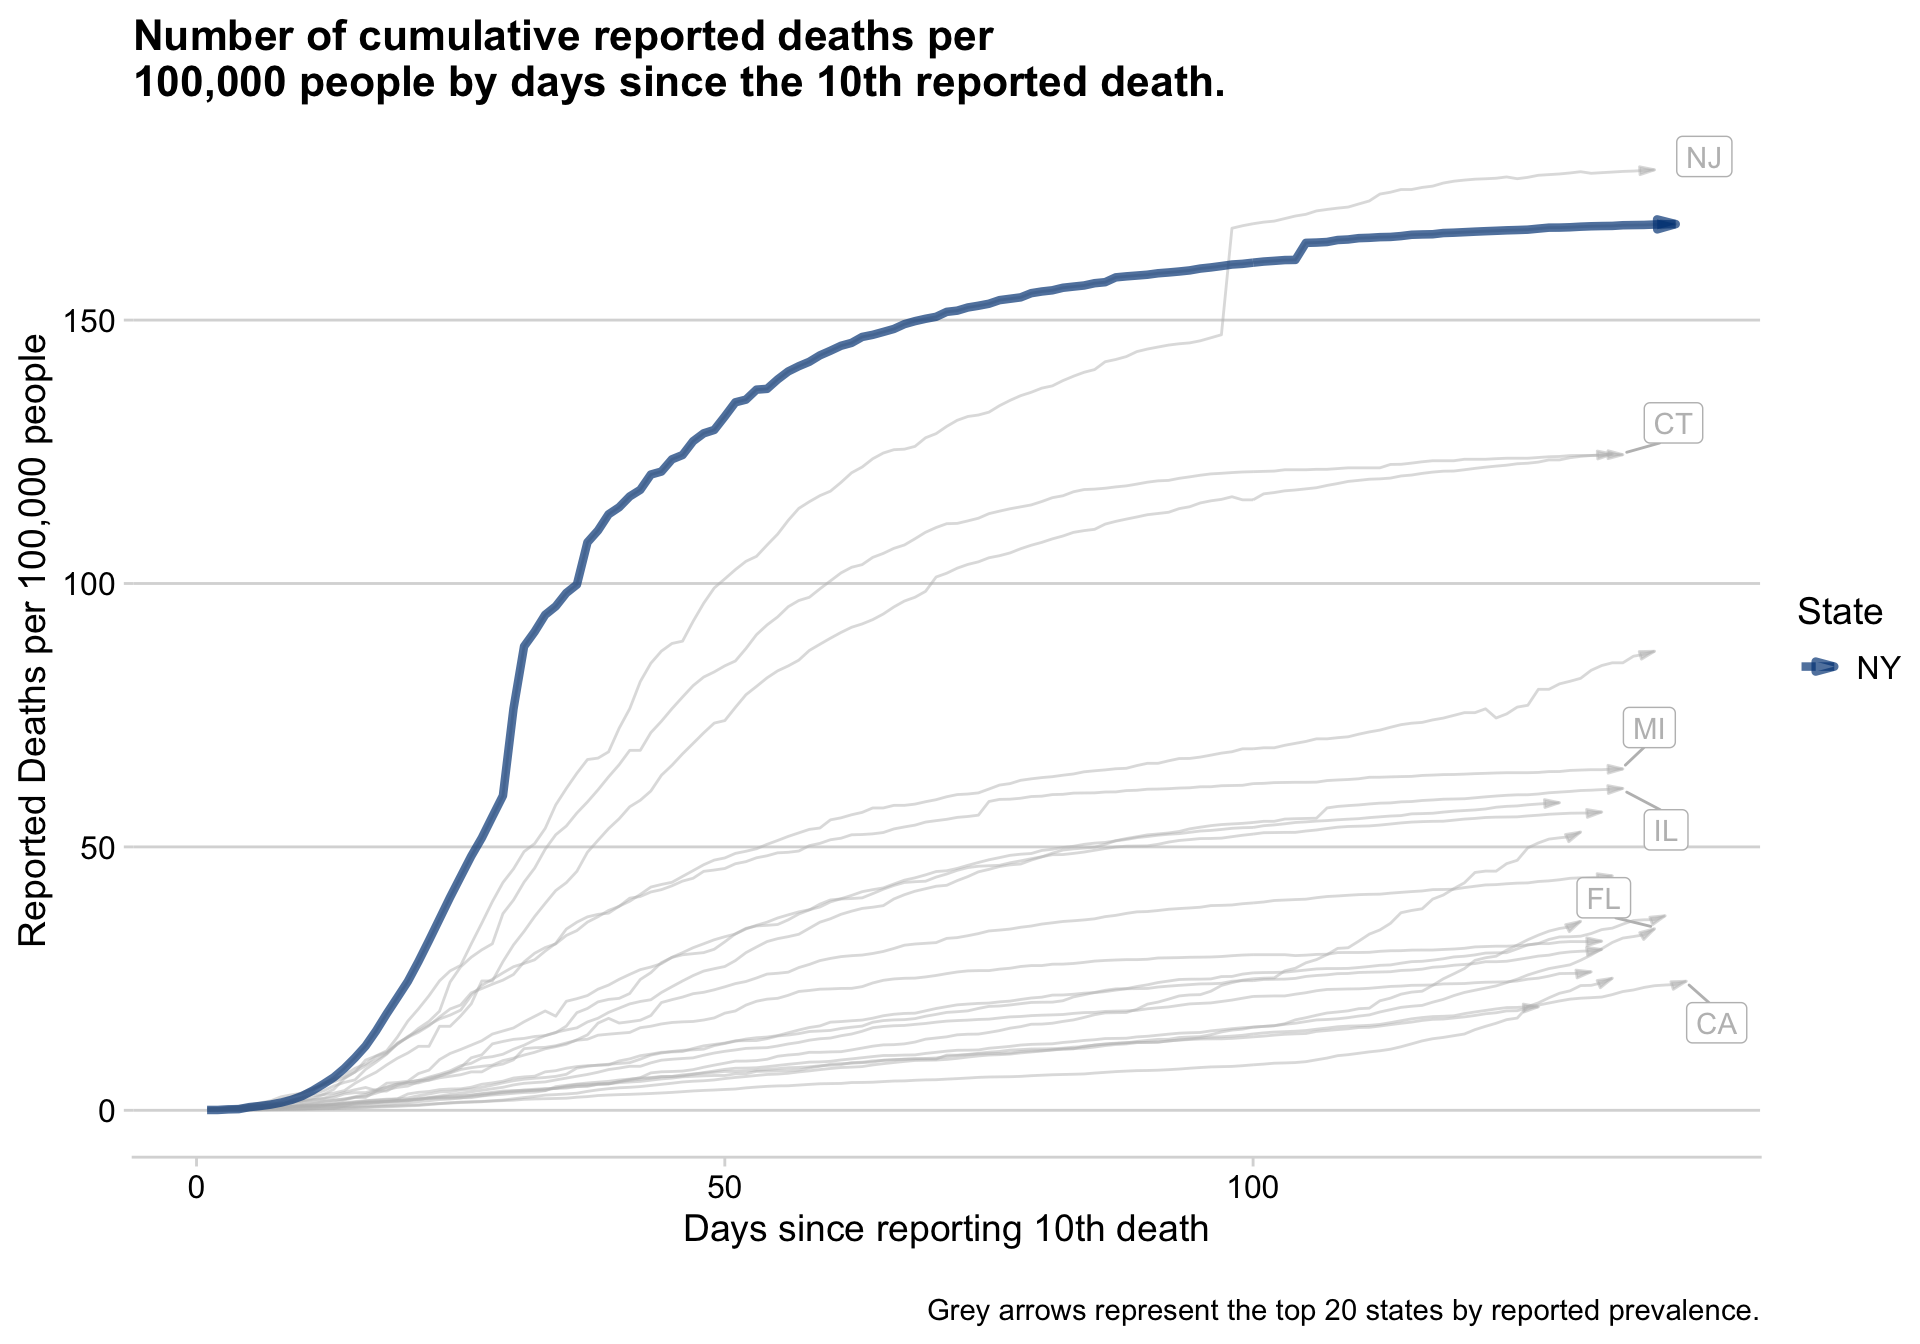 Number of cumulative reported deaths per
100,000 people by days since the 10th reported death.
Reported Deaths per 100,000 people
150
100
50
0
NJ
CT
MI
IL
FL
CA
State
NY
0
50
100
Days since reporting 10th death
Grey arrows represent the top 20 states by reported prevalence.